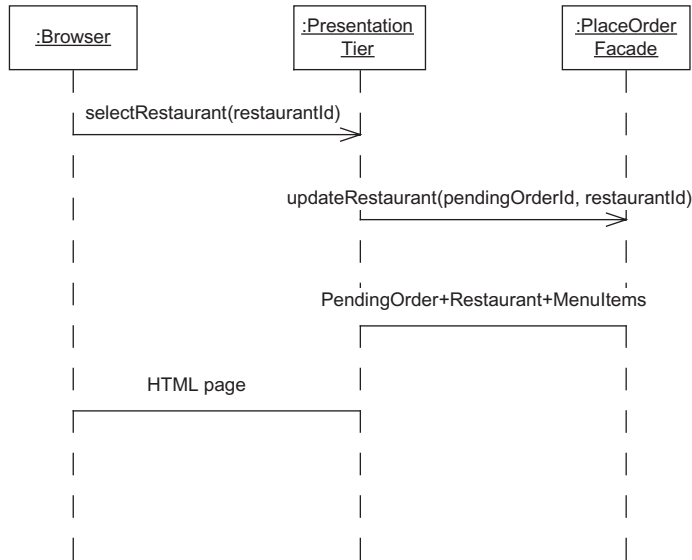 :Browser
:Presentation
Tier
:PlaceOrder
Facade
selectRestaurant(restaurantId)
updateRestaurant(pendingOrderId, restaurantId)
PendingOrder+Restaurant+MenuItems
HTML page